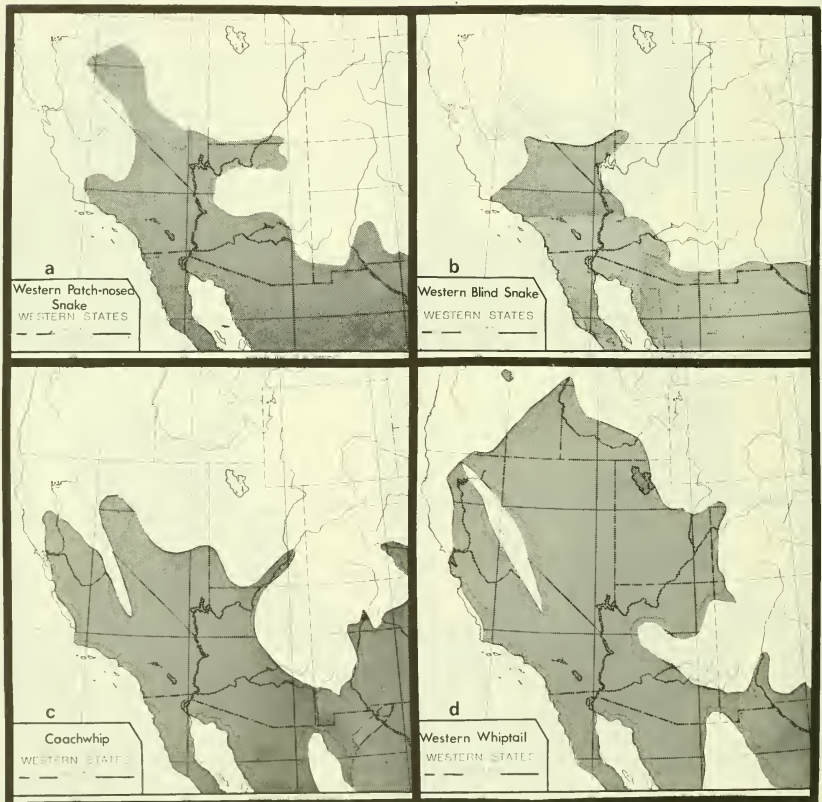 a
Western Patch-nosed
Snake
WESTERN STATES
b
Western Blind Snake
WESTERN STATES
c
Coachwhip
WESTERN STATES
d
Western Whiptail
WESTERN STATES